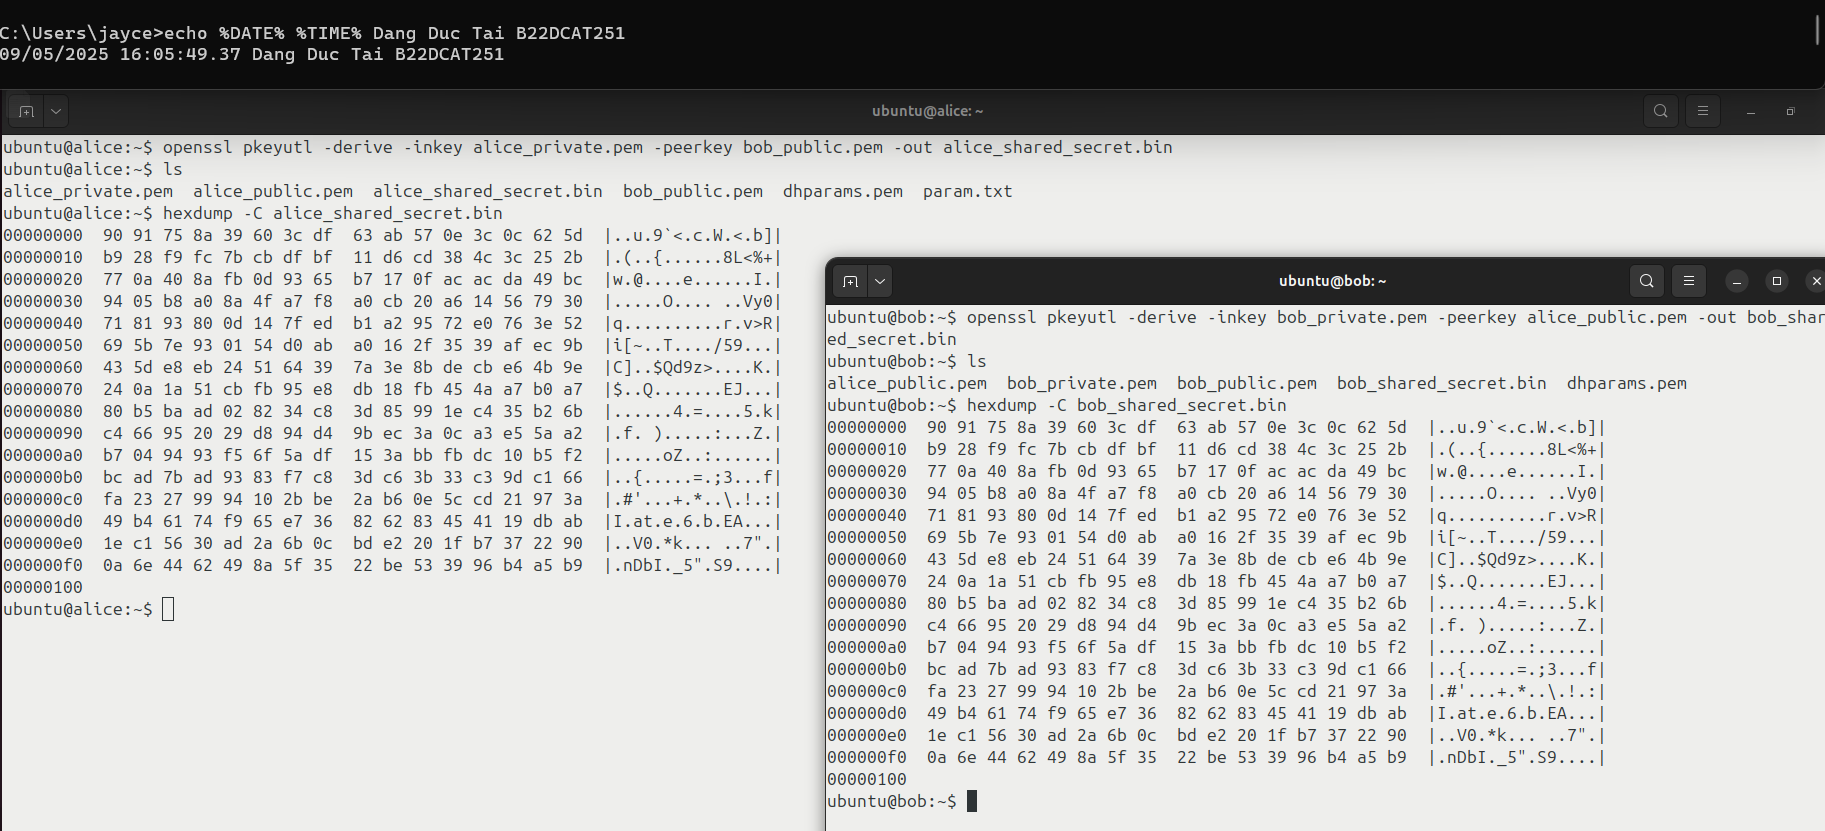 C:\Users\jayce>echo %DATE% %TIME% Dang Duc Tai B22DCAT251
09/05/2025 16:05:49.37 Dang Duc Tai B22DCAT251
ubuntu@alice: ~
ubuntu@alice:~$ openssl pkeyutl -derive -inkey alice_private.pem -peerkey bob_public.pem -out alice_shared_secret.bin
ubuntu@alice:~$ ls
alice_private.pem  alice_public.pem  alice_shared_secret.bin  bob_public.pem  dhparams.pem  param.txt
ubuntu@alice:~$ hexdump -C alice_shared_secret.bin
00000000  90 91 75 8a 39 60 3c df  63 ab 57 0e 3c 0c 62 5d  |..u.9`<.c.W.<.b]|
00000010  b9 28 f9 fc 7b cb df bf  11 d6 cd 38 4c 3c 25 2b  |.(..{......8L<%+|
00000020  77 0a 40 8a fb 0d 93 65  b7 17 0f ac ac da 49 bc  |w.@....e......I.|
00000030  94 05 b8 a0 8a 4f a7 f8  a0 cb 20 a6 14 56 79 30  |.....O.... ..Vy0|
00000040  71 81 93 80 0d 14 7f ed  b1 a2 95 72 e0 76 3e 52  |q..........r.v>R|
00000050  69 5b 7e 93 01 54 d0 ab  a0 16 2f 35 39 af ec 9b  |i[~..T..../59...|
00000060  43 5d e8 eb 24 51 64 39  7a 3e 8b de cb e6 4b 9e  |C]..$Qd9z>....K.|
00000070  24 0a 1a 51 cb fb 95 e8  db 18 fb 45 4a a7 b0 a7  |$..Q.......EJ...|
00000080  80 b5 ba ad 02 82 34 c8  3d 85 99 1e c4 35 b2 6b  |......4.=....5.k|
00000090  c4 66 95 20 29 d8 94 d4  9b ec 3a 0c a3 e5 5a a2  |.f. ).....:...Z.|
000000a0  b7 04 94 93 f5 6f 5a df  15 3a bb fb dc 10 b5 f2  |.....oZ..:......|
000000b0  bc ad 7b ad 93 83 f7 c8  3d c6 3b 33 c3 9d c1 66  |..{.....=.;3...f|
000000c0  fa 23 27 99 94 10 2b be  2a b6 0e 5c cd 21 97 3a  |.#'...+.*..\.!.:|
000000d0  49 b4 61 74 f9 65 e7 36  82 62 83 45 41 19 db ab  |I.at.e.6.b.EA...|
000000e0  1e c1 56 30 ad 2a 6b 0c  bd e2 20 1f b7 37 22 90  |..V0.*k... ..7".|
000000f0  0a 6e 44 62 49 8a 5f 35  22 be 53 39 96 b4 a5 b9  |.nDbI._5".S9....|
00000100
ubuntu@alice:~$
ubuntu@bob: ~
ubuntu@bob:~$ openssl pkeyutl -derive -inkey bob_private.pem -peerkey alice_public.pem -out bob_shar
ed_secret.bin
ubuntu@bob:~$ ls
alice_public.pem  bob_private.pem  bob_public.pem  bob_shared_secret.bin  dhparams.pem
ubuntu@bob:~$ hexdump -C bob_shared_secret.bin
00000000  90 91 75 8a 39 60 3c df  63 ab 57 0e 3c 0c 62 5d  |..u.9`<.c.W.<.b]|
00000010  b9 28 f9 fc 7b cb df bf  11 d6 cd 38 4c 3c 25 2b  |.(..{......8L<%+|
00000020  77 0a 40 8a fb 0d 93 65  b7 17 0f ac ac da 49 bc  |w.@....e......I.|
00000030  94 05 b8 a0 8a 4f a7 f8  a0 cb 20 a6 14 56 79 30  |.....O.... ..Vy0|
00000040  71 81 93 80 0d 14 7f ed  b1 a2 95 72 e0 76 3e 52  |q..........r.v>R|
00000050  69 5b 7e 93 01 54 d0 ab  a0 16 2f 35 39 af ec 9b  |i[~..T..../59...|
00000060  43 5d e8 eb 24 51 64 39  7a 3e 8b de cb e6 4b 9e  |C]..$Qd9z>....K.|
00000070  24 0a 1a 51 cb fb 95 e8  db 18 fb 45 4a a7 b0 a7  |$..Q.......EJ...|
00000080  80 b5 ba ad 02 82 34 c8  3d 85 99 1e c4 35 b2 6b  |......4.=....5.k|
00000090  c4 66 95 20 29 d8 94 d4  9b ec 3a 0c a3 e5 5a a2  |.f. ).....:...Z.|
000000a0  b7 04 94 93 f5 6f 5a df  15 3a bb fb dc 10 b5 f2  |.....oZ..:......|
000000b0  bc ad 7b ad 93 83 f7 c8  3d c6 3b 33 c3 9d c1 66  |..{.....=.;3...f|
000000c0  fa 23 27 99 94 10 2b be  2a b6 0e 5c cd 21 97 3a  |.#'...+.*..\.!.:|
000000d0  49 b4 61 74 f9 65 e7 36  82 62 83 45 41 19 db ab  |I.at.e.6.b.EA...|
000000e0  1e c1 56 30 ad 2a 6b 0c  bd e2 20 1f b7 37 22 90  |..V0.*k... ..7".|
000000f0  0a 6e 44 62 49 8a 5f 35  22 be 53 39 96 b4 a5 b9  |.nDbI._5".S9....|
00000100
ubuntu@bob:~$